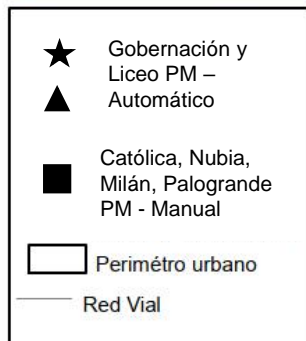 Gobernación y
Liceo PM –
Automático
Católica, Nubia,
Milán, Palogrande
PM - Manual
Perimétro urbano
Red Vial